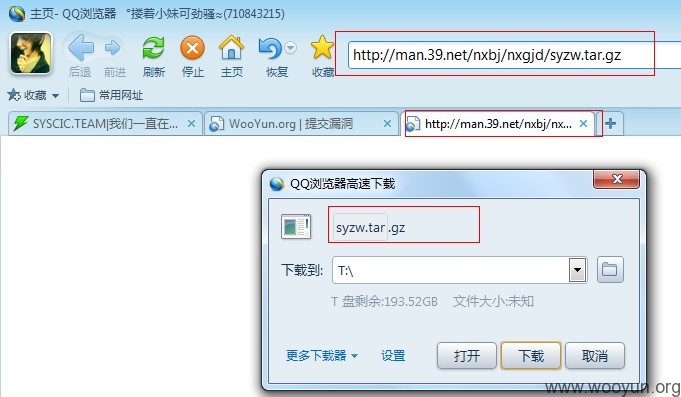 主页- QQ浏览器 °搂着小妹可劲骚≈(710843215)
后退 前进 刷新 停止 主页 恢复 收藏 http://man.39.net/nxbj/nxgjd/syzw.tar.gz
收藏 常用网址
SYSCIC.TEAM|我们一直在... WooYun.org | 提交漏洞 http://man.39.net/nxbj/nx...
QQ浏览器高速下载
syzw.tar.gz
下载到: T:\
T 盘剩余:193.52GB 文件大小:未知
更多下载器 设置 打开 下载 取消
www.wooyun.org